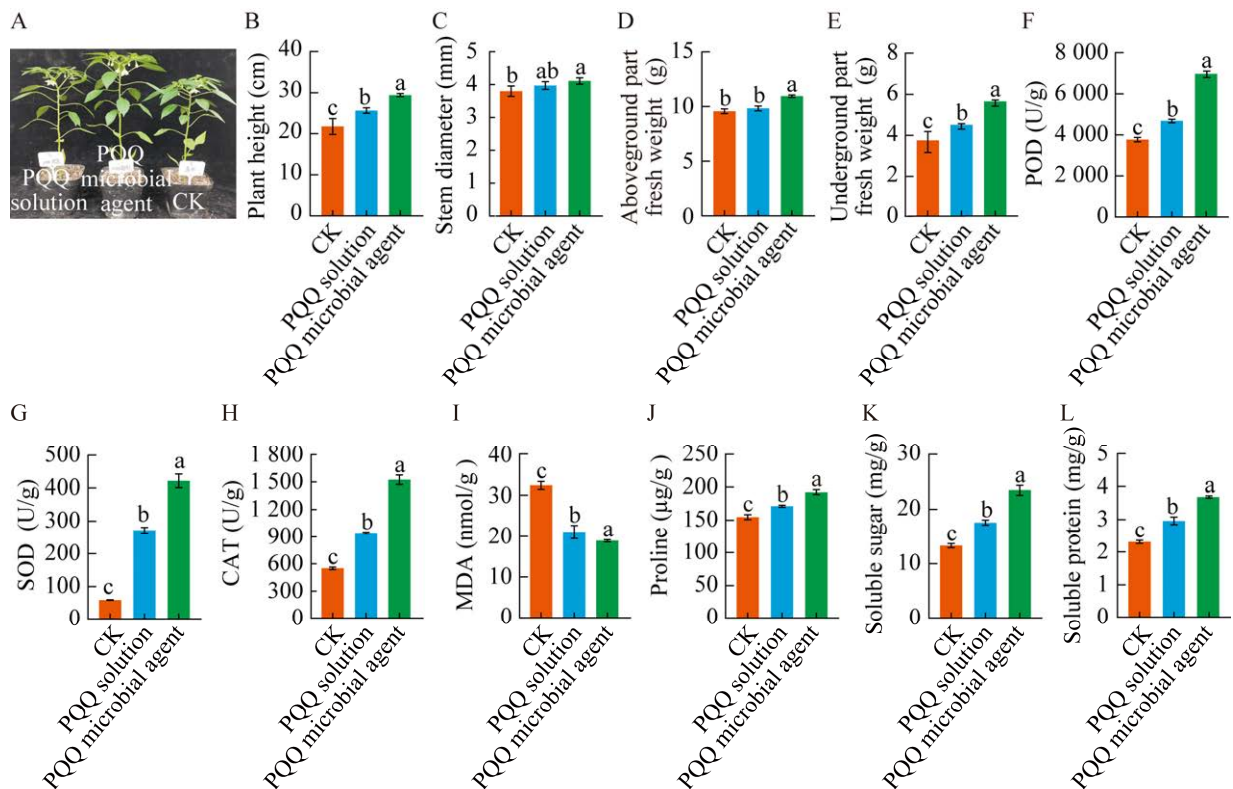 A
PQQ
solution
PQQ
microbial
agent
CK
B
Plant height (cm)
40
30
20
10
0
c
b
a
CK
PQQ solution
PQQ microbial agent
C
Stem diameter (mm)
5
4
3
2
1
0
b
ab
a
CK
PQQ solution
PQQ microbial agent
D
Aboveground part
fresh weight (g)
15
10
5
0
b
b
a
CK
PQQ solution
PQQ microbial agent
E
Underground part
fresh weight (g)
8
6
4
2
0
c
b
a
CK
PQQ solution
PQQ microbial agent
F
POD (U/g)
8 000
6 000
4 000
2 000
0
c
b
a
CK
PQQ solution
PQQ microbial agent
G
SOD (U/g)
500
400
300
200
100
0
c
b
a
CK
PQQ solution
PQQ microbial agent
H
CAT (U/g)
1 800
1 500
1 200
900
600
300
0
c
b
a
CK
PQQ solution
PQQ microbial agent
I
MDA (nmol/g)
40
30
20
10
0
c
b
a
CK
PQQ solution
PQQ microbial agent
J
Proline (μg/g)
250
200
150
100
50
0
c
b
a
CK
PQQ solution
PQQ microbial agent
K
Soluble sugar (mg/g)
30
20
10
0
c
b
a
CK
PQQ solution
PQQ microbial agent
L
Soluble protein (mg/g)
5
4
3
2
1
0
c
b
a
CK
PQQ solution
PQQ microbial agent